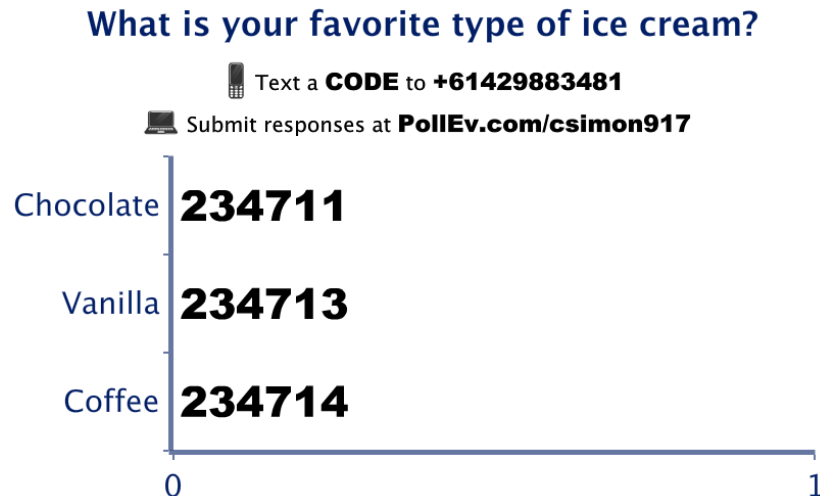 What is your favorite type of ice cream?
Text a CODE to +61429883481
Submit responses at PollEv.com/csimon917
Chocolate 234711
Vanilla 234713
Coffee 234714
0 1